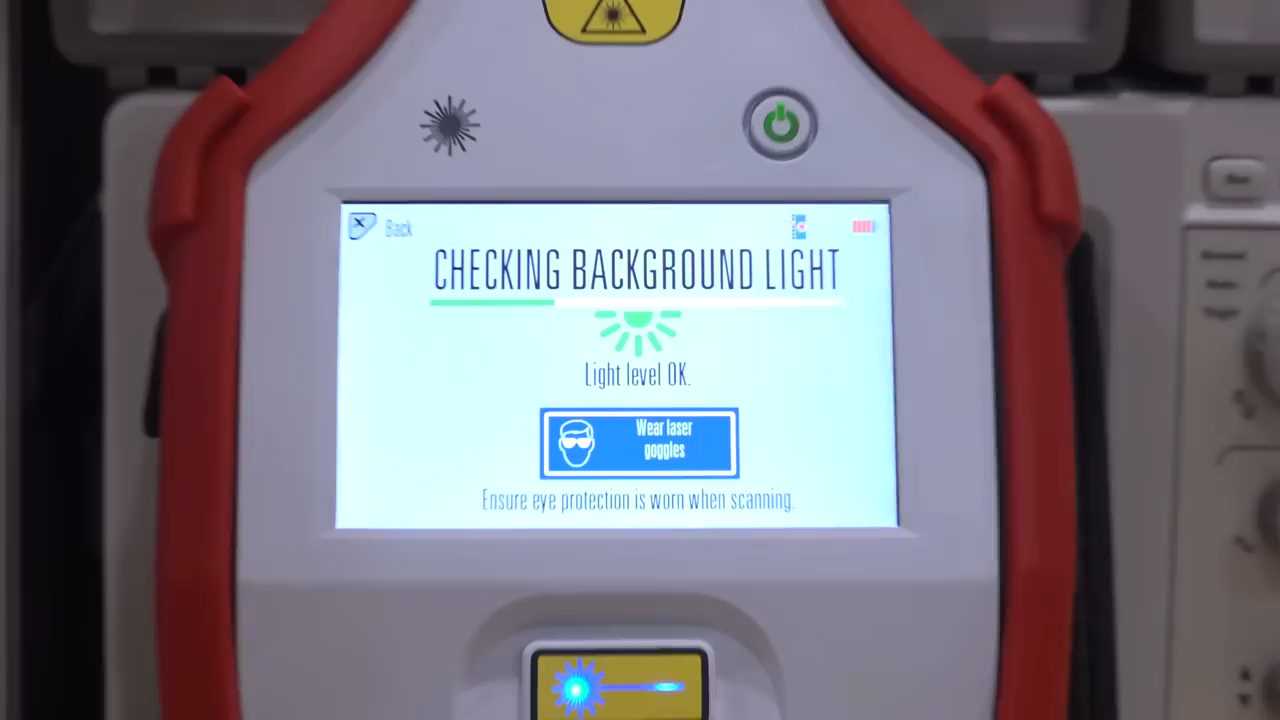 Back
CHECKING BACKGROUND LIGHT
Light level OK.
Wear laser
goggles
Ensure eye protection is worn when scanning.